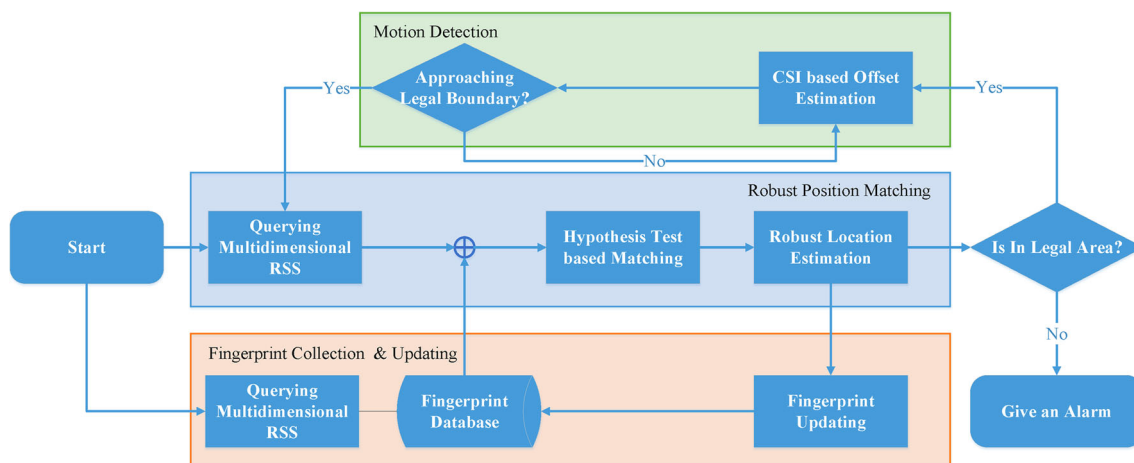 Motion Detection
Approaching
Legal Boundary?
CSI based Offset
Estimation
Yes
Yes
No
Robust Position Matching
Start
Querying
Multidimensional
RSS
Hypothesis Test
based Matching
Robust Location
Estimation
Is In Legal Area?
No
Fingerprint Collection & Updating
Querying
Multidimensional
RSS
Fingerprint
Database
Fingerprint
Updating
Give an Alarm